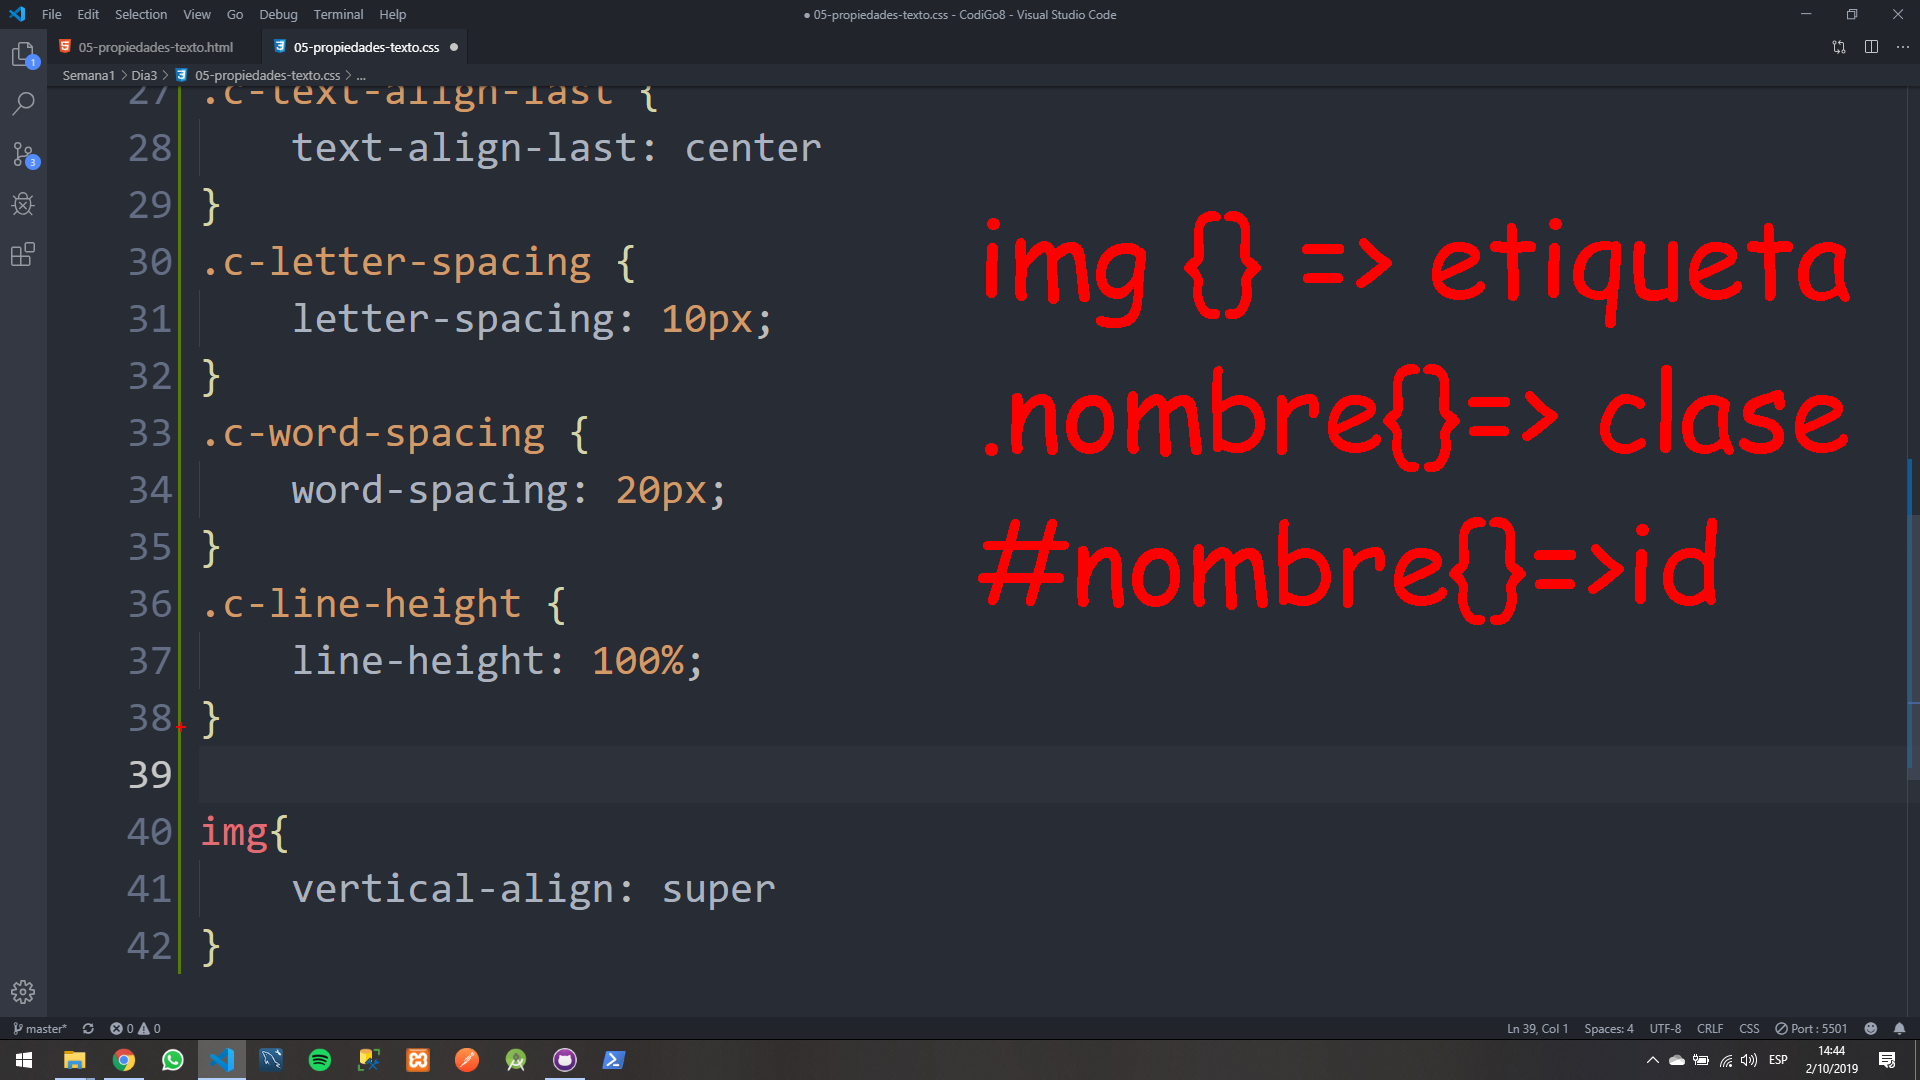 File Edit Selection View Go Debug Terminal Help
● 05-propiedades-texto.css - CodiGo8 - Visual Studio Code
05-propiedades-texto.html
05-propiedades-texto.css ●
Semana1 > Dia3 > 05-propiedades-texto.css > ...
1
3
27 .c-text-align-last {
28 text-align-last: center
29 }
30 .c-letter-spacing {
31 letter-spacing: 10px;
32 }
33 .c-word-spacing {
34 word-spacing: 20px;
35 }
36 .c-line-height {
37 line-height: 100%;
38 }
39
40 img{
41 vertical-align: super
42 }
img {} => etiqueta
.nombre{}=> clase
#nombre{}=>id
master* 0 0
Ln 39, Col 1 Spaces: 4 UTF-8 CRLF CSS Port : 5501
ESP
14:44
2/10/2019